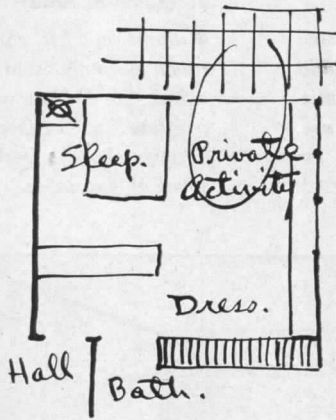 Sleep.
Private
Activity
Dress.
Hall
Bath.